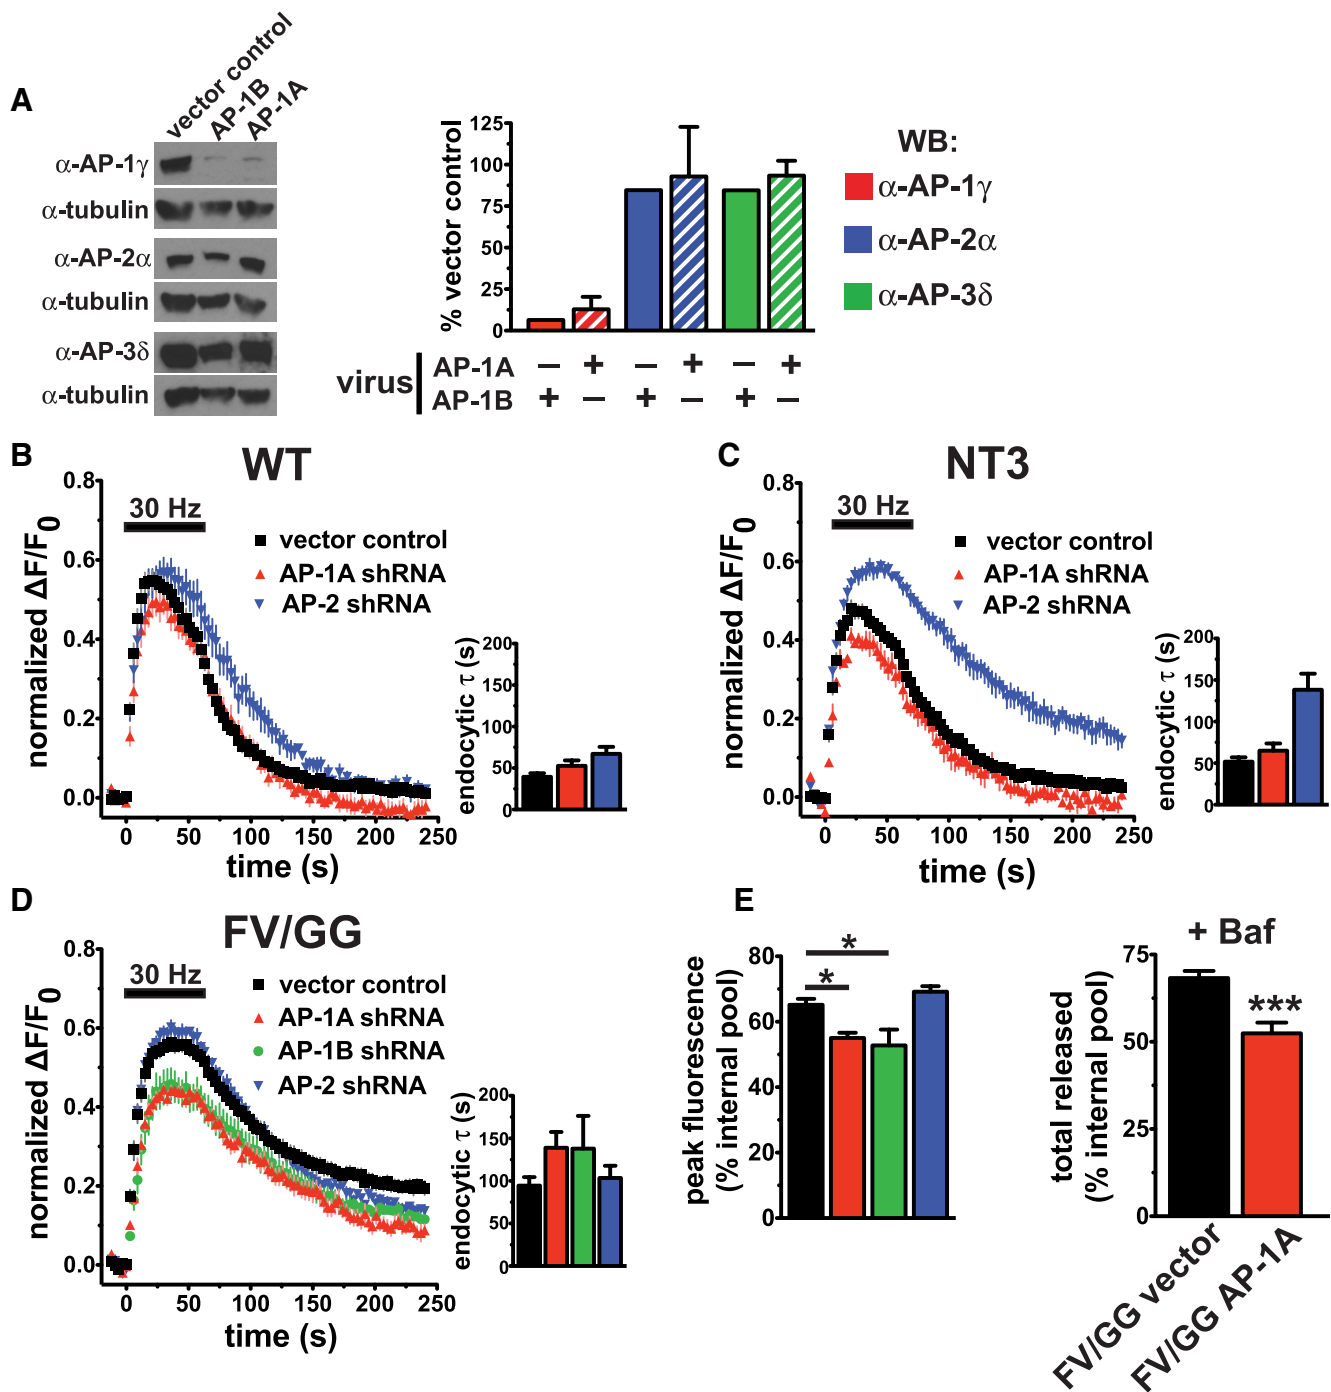 A
vector control
AP-1B
AP-1A
α-AP-1γ
α-tubulin
α-AP-2α
α-tubulin
α-AP-3δ
α-tubulin
% vector control
125
100
75
50
25
0
WB:
α-AP-1γ
α-AP-2α
α-AP-3δ
virus
AP-1A – + – + – +
AP-1B + – + – + –
B
WT
normalized ΔF/F0
0.8
0.6
0.4
0.2
0.0
30 Hz
vector control
AP-1A shRNA
AP-2 shRNA
0 50 100 150 200 250
time (s)
endocytic τ (s)
200
150
100
50
0
C
NT3
normalized ΔF/F0
0.8
0.6
0.4
0.2
0.0
30 Hz
vector control
AP-1A shRNA
AP-2 shRNA
0 50 100 150 200 250
time (s)
endocytic τ (s)
200
150
100
50
0
D
FV/GG
normalized ΔF/F0
0.8
0.6
0.4
0.2
0.0
30 Hz
vector control
AP-1A shRNA
AP-1B shRNA
AP-2 shRNA
0 50 100 150 200 250
time (s)
endocytic τ (s)
200
150
100
50
0
E
peak fluorescence
(% internal pool)
80
60
40
20
0
*
*
+ Baf
total released
(% internal pool)
75
50
25
0
***
FV/GG vector
FV/GG AP-1A